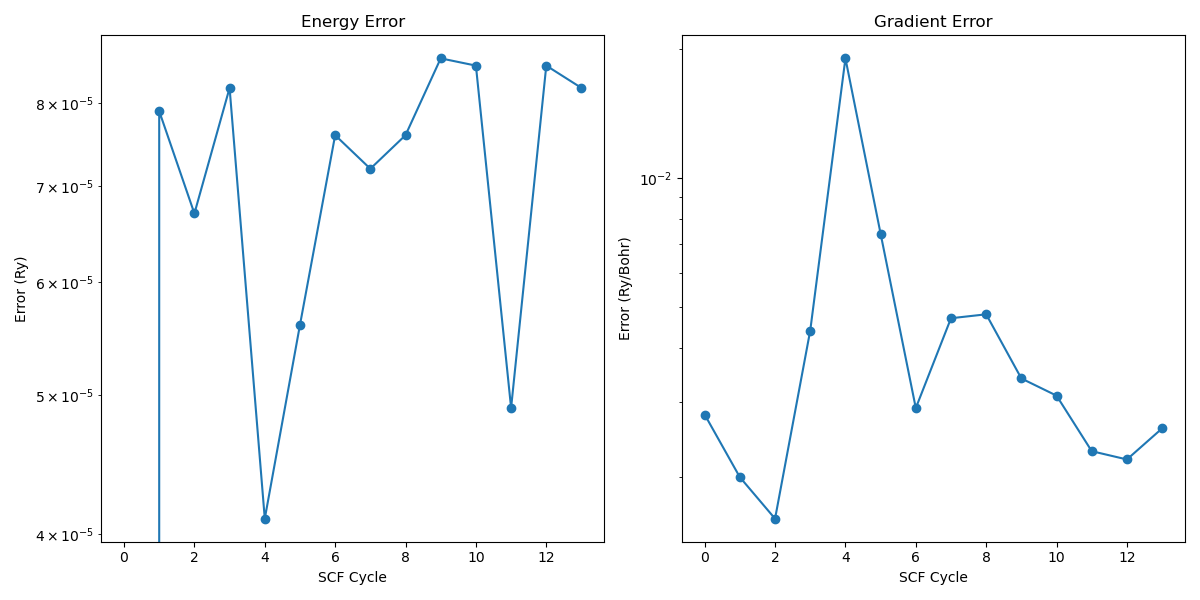 Energy Error
Error (Ry)
8 × 10⁻⁵
7 × 10⁻⁵
6 × 10⁻⁵
5 × 10⁻⁵
4 × 10⁻⁵
0 2 4 6 8 10 12
SCF Cycle
Gradient Error
Error (Ry/Bohr)
10⁻²
0 2 4 6 8 10 12
SCF Cycle